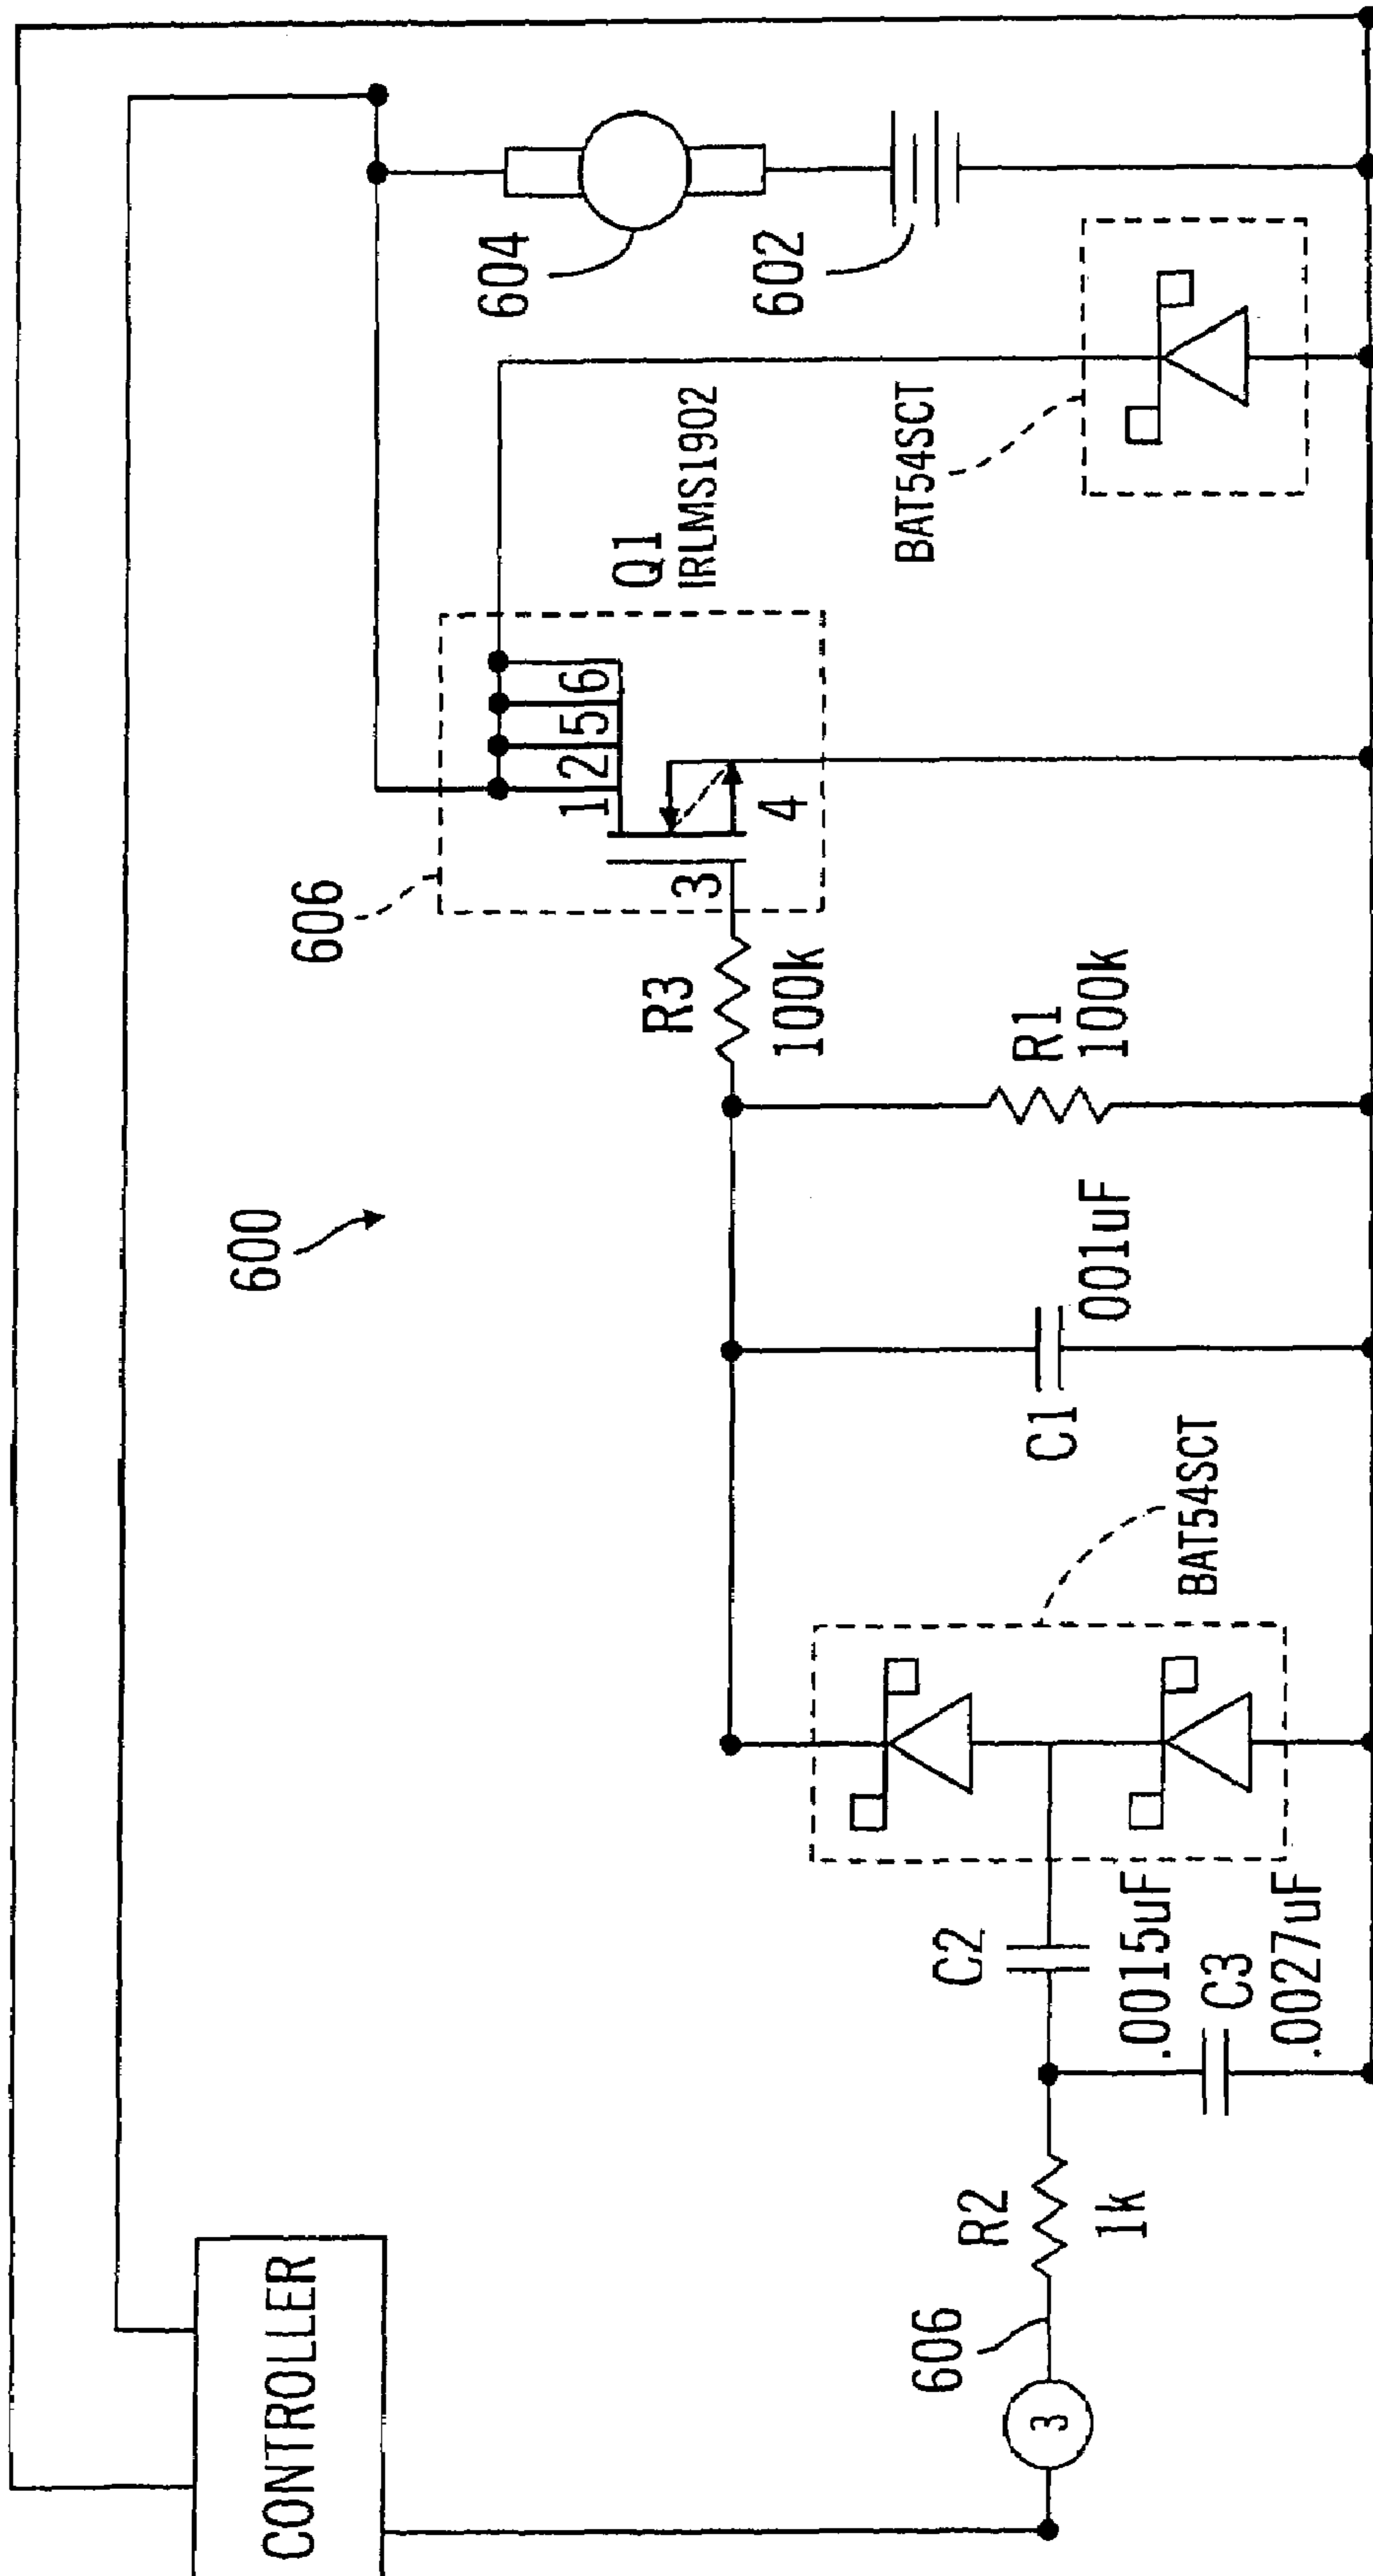 600
CONTROLLER
606
604
1 2 5 6
Q1
IRLMS1902
R3
100k
3
4
602
BAT54SCT
606
3
R2
1k
C2
.0015uF
C3
.0027uF
BAT54SCT
C1
001uF
R1
100k